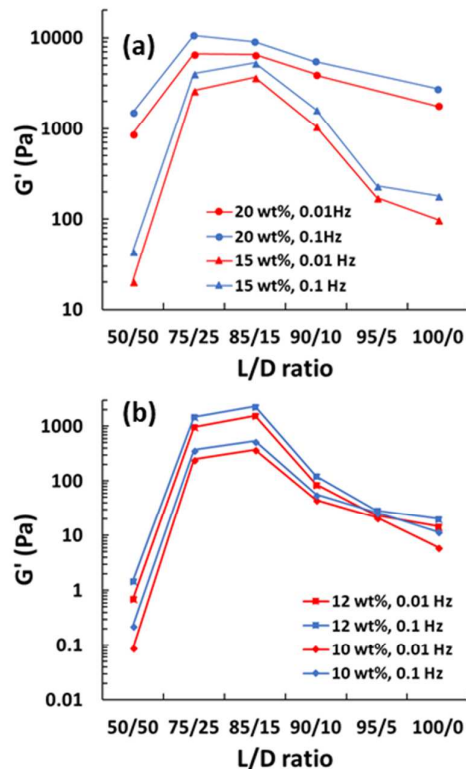 (a)
10000
1000
100
10
G' (Pa)
20 wt%, 0.01Hz
20 wt%, 0.1Hz
15 wt%, 0.01 Hz
15 wt%, 0.1 Hz
50/50 75/25 85/15 90/10 95/5 100/0
L/D ratio
(b)
1000
100
10
1
0.1
0.01
G' (Pa)
12 wt%, 0.01 Hz
12 wt%, 0.1 Hz
10 wt%, 0.01 Hz
10 wt%, 0.1 Hz
50/50 75/25 85/15 90/10 95/5 100/0
L/D ratio